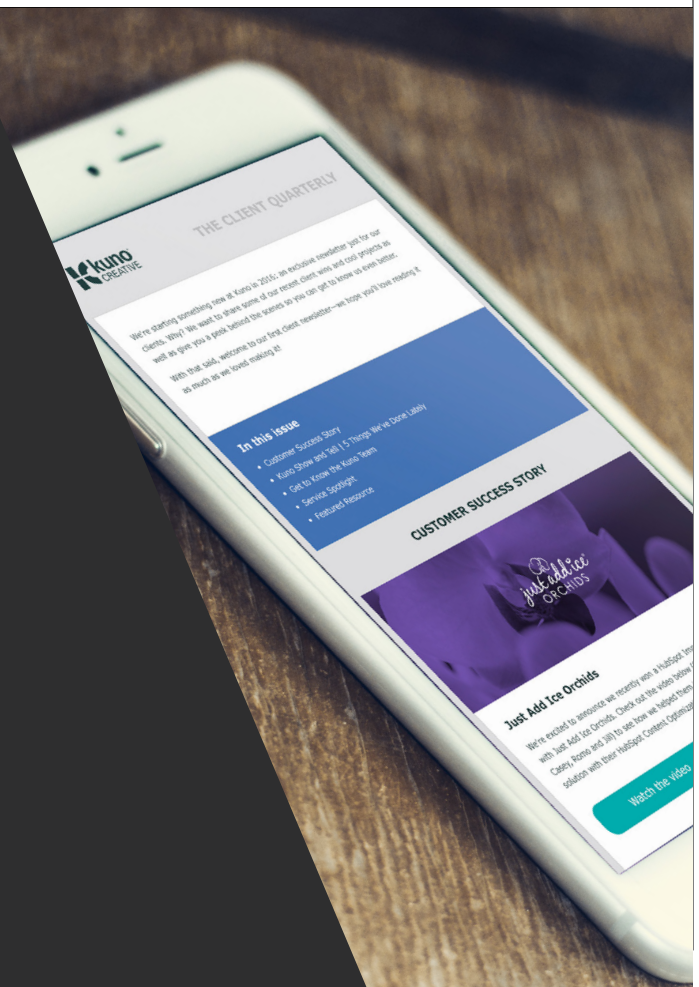 THE CLIENT QUARTERLY
kuno
CREATIVE
We're starting something new at Kuno in 2016: an exclusive newsletter just for our
clients. Why? We want to share some of our recent client wins and cool projects as
well as give you a peek behind the scenes so you can get to know us even better.
With that said, welcome to our first client newsletter—we hope you'll love reading it
as much as we loved making it!
In this issue
• Customer Success Story
• Kuno Show and Tell | 5 Things We've Done Lately
• Get to Know the Kuno Team
• Service Spotlight
• Featured Resource
CUSTOMER SUCCESS STORY
just add ice
ORCHIDS
Just Add Ice Orchids
We're excited to announce we recently won a HubSpot
with Just Add Ice Orchids. Check out the video below
Casey, Romo and Jill) to see how we helped them
solution with their HubSpot Content
Watch the video